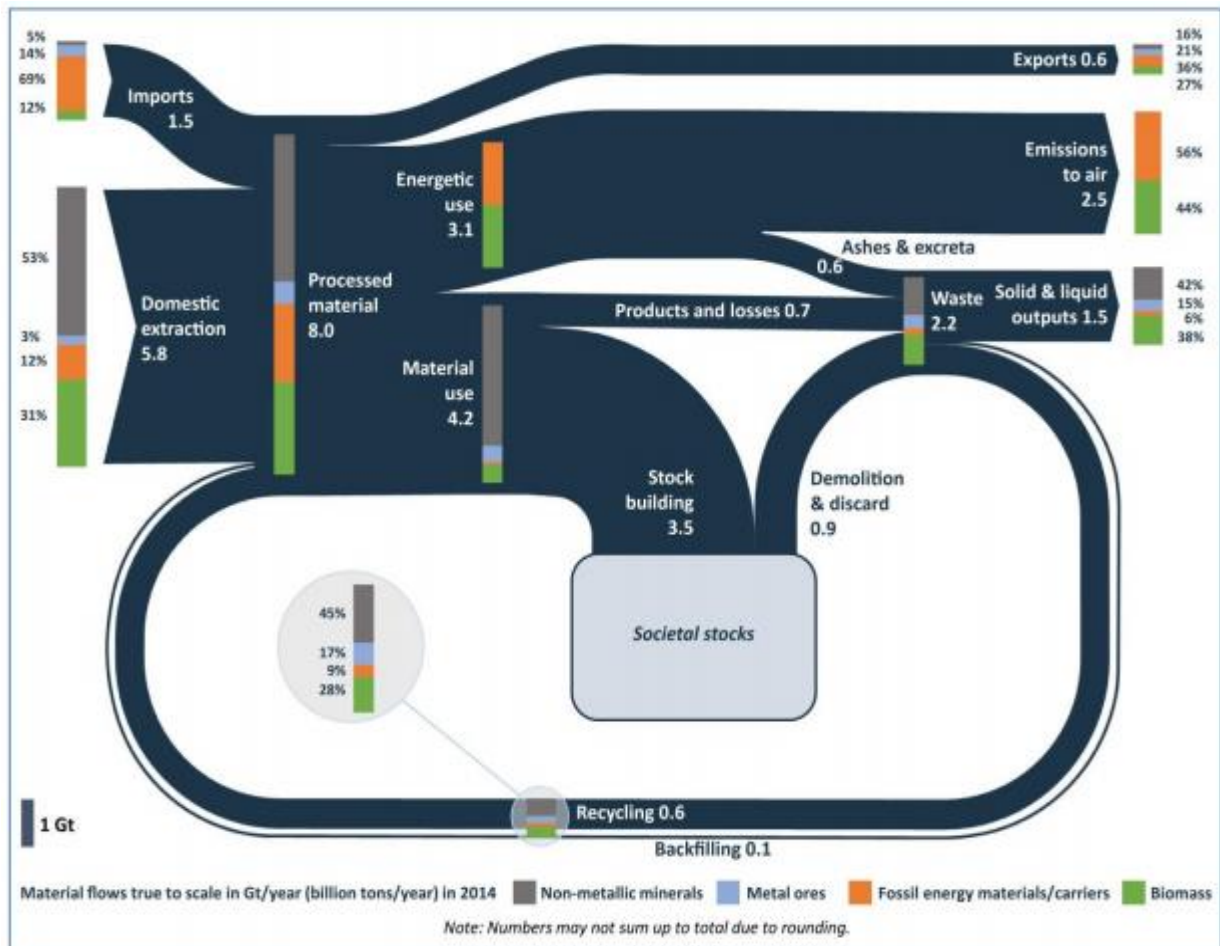 5%
14%
69%
12%
Imports
1.5
Exports 0.6
16%
21%
36%
27%
53%
3%
12%
31%
Domestic
extraction
5.8
Processed
material
8.0
Energetic
use
3.1
Material
use
4.2
Emissions
to air
2.5
56%
44%
Ashes & excreta
0.6
Products and losses 0.7
Waste
2.2
Solid & liquid
outputs 1.5
42%
15%
6%
38%
Stock
building
3.5
Demolition
& discard
0.9
Societal stocks
45%
17%
9%
28%
Recycling 0.6
Backfilling 0.1
1 Gt
Material flows true to scale in Gt/year (billion tons/year) in 2014
Non-metallic minerals
Metal ores
Fossil energy materials/carriers
Biomass
Note: Numbers may not sum up to total due to rounding.